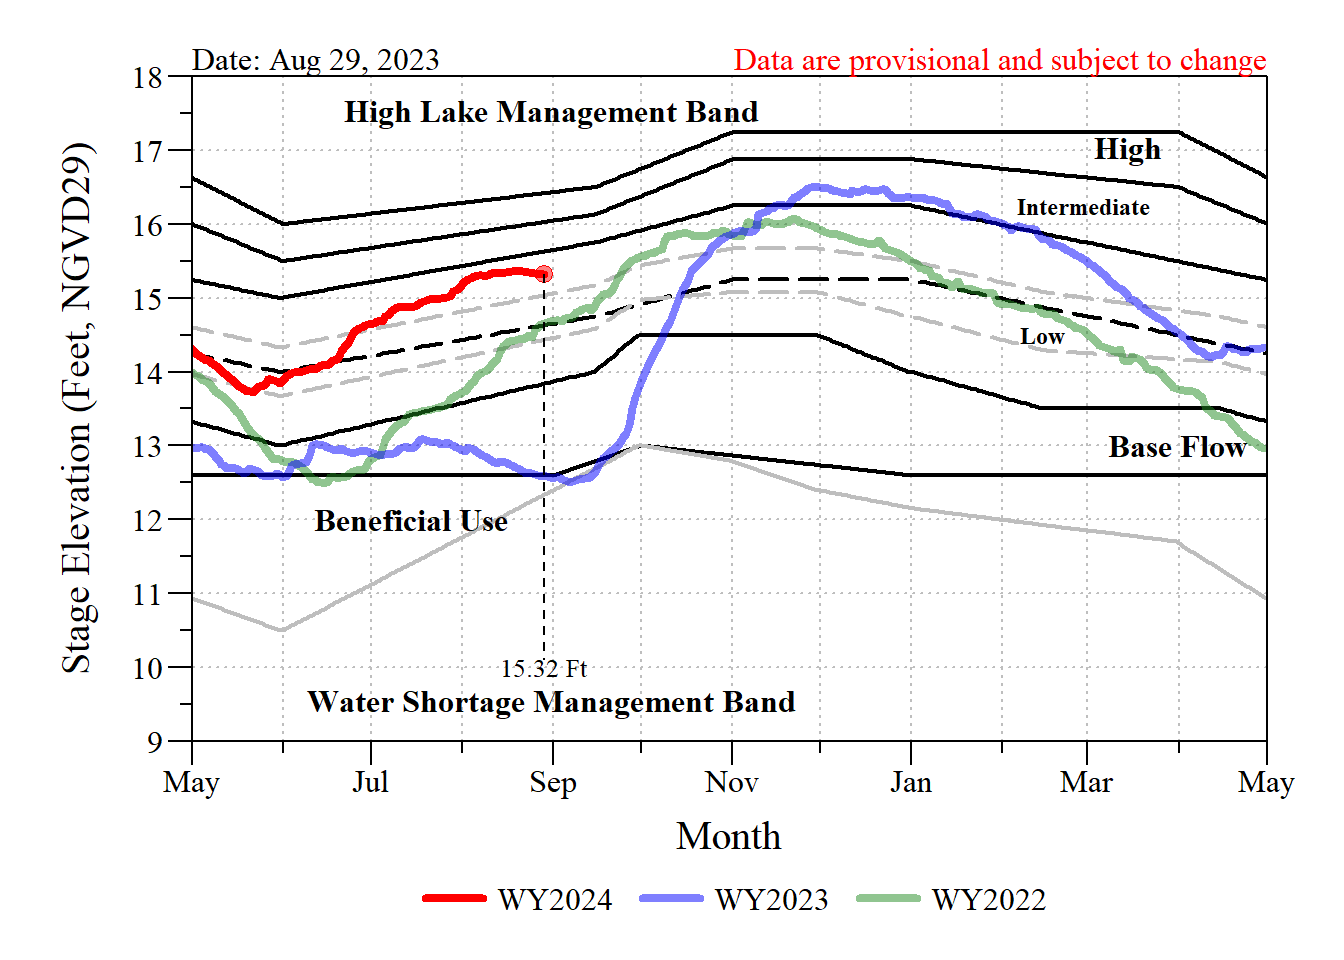 Date: Aug 29, 2023
Data are provisional and subject to change
18
17
16
15
14
13
12
11
10
9
Stage Elevation (Feet, NGVD29)
High Lake Management Band
High
Intermediate
Low
Base Flow
Beneficial Use
15.32 Ft
Water Shortage Management Band
May Jul Sep Nov Jan Mar May
Month
WY2024 WY2023 WY2022